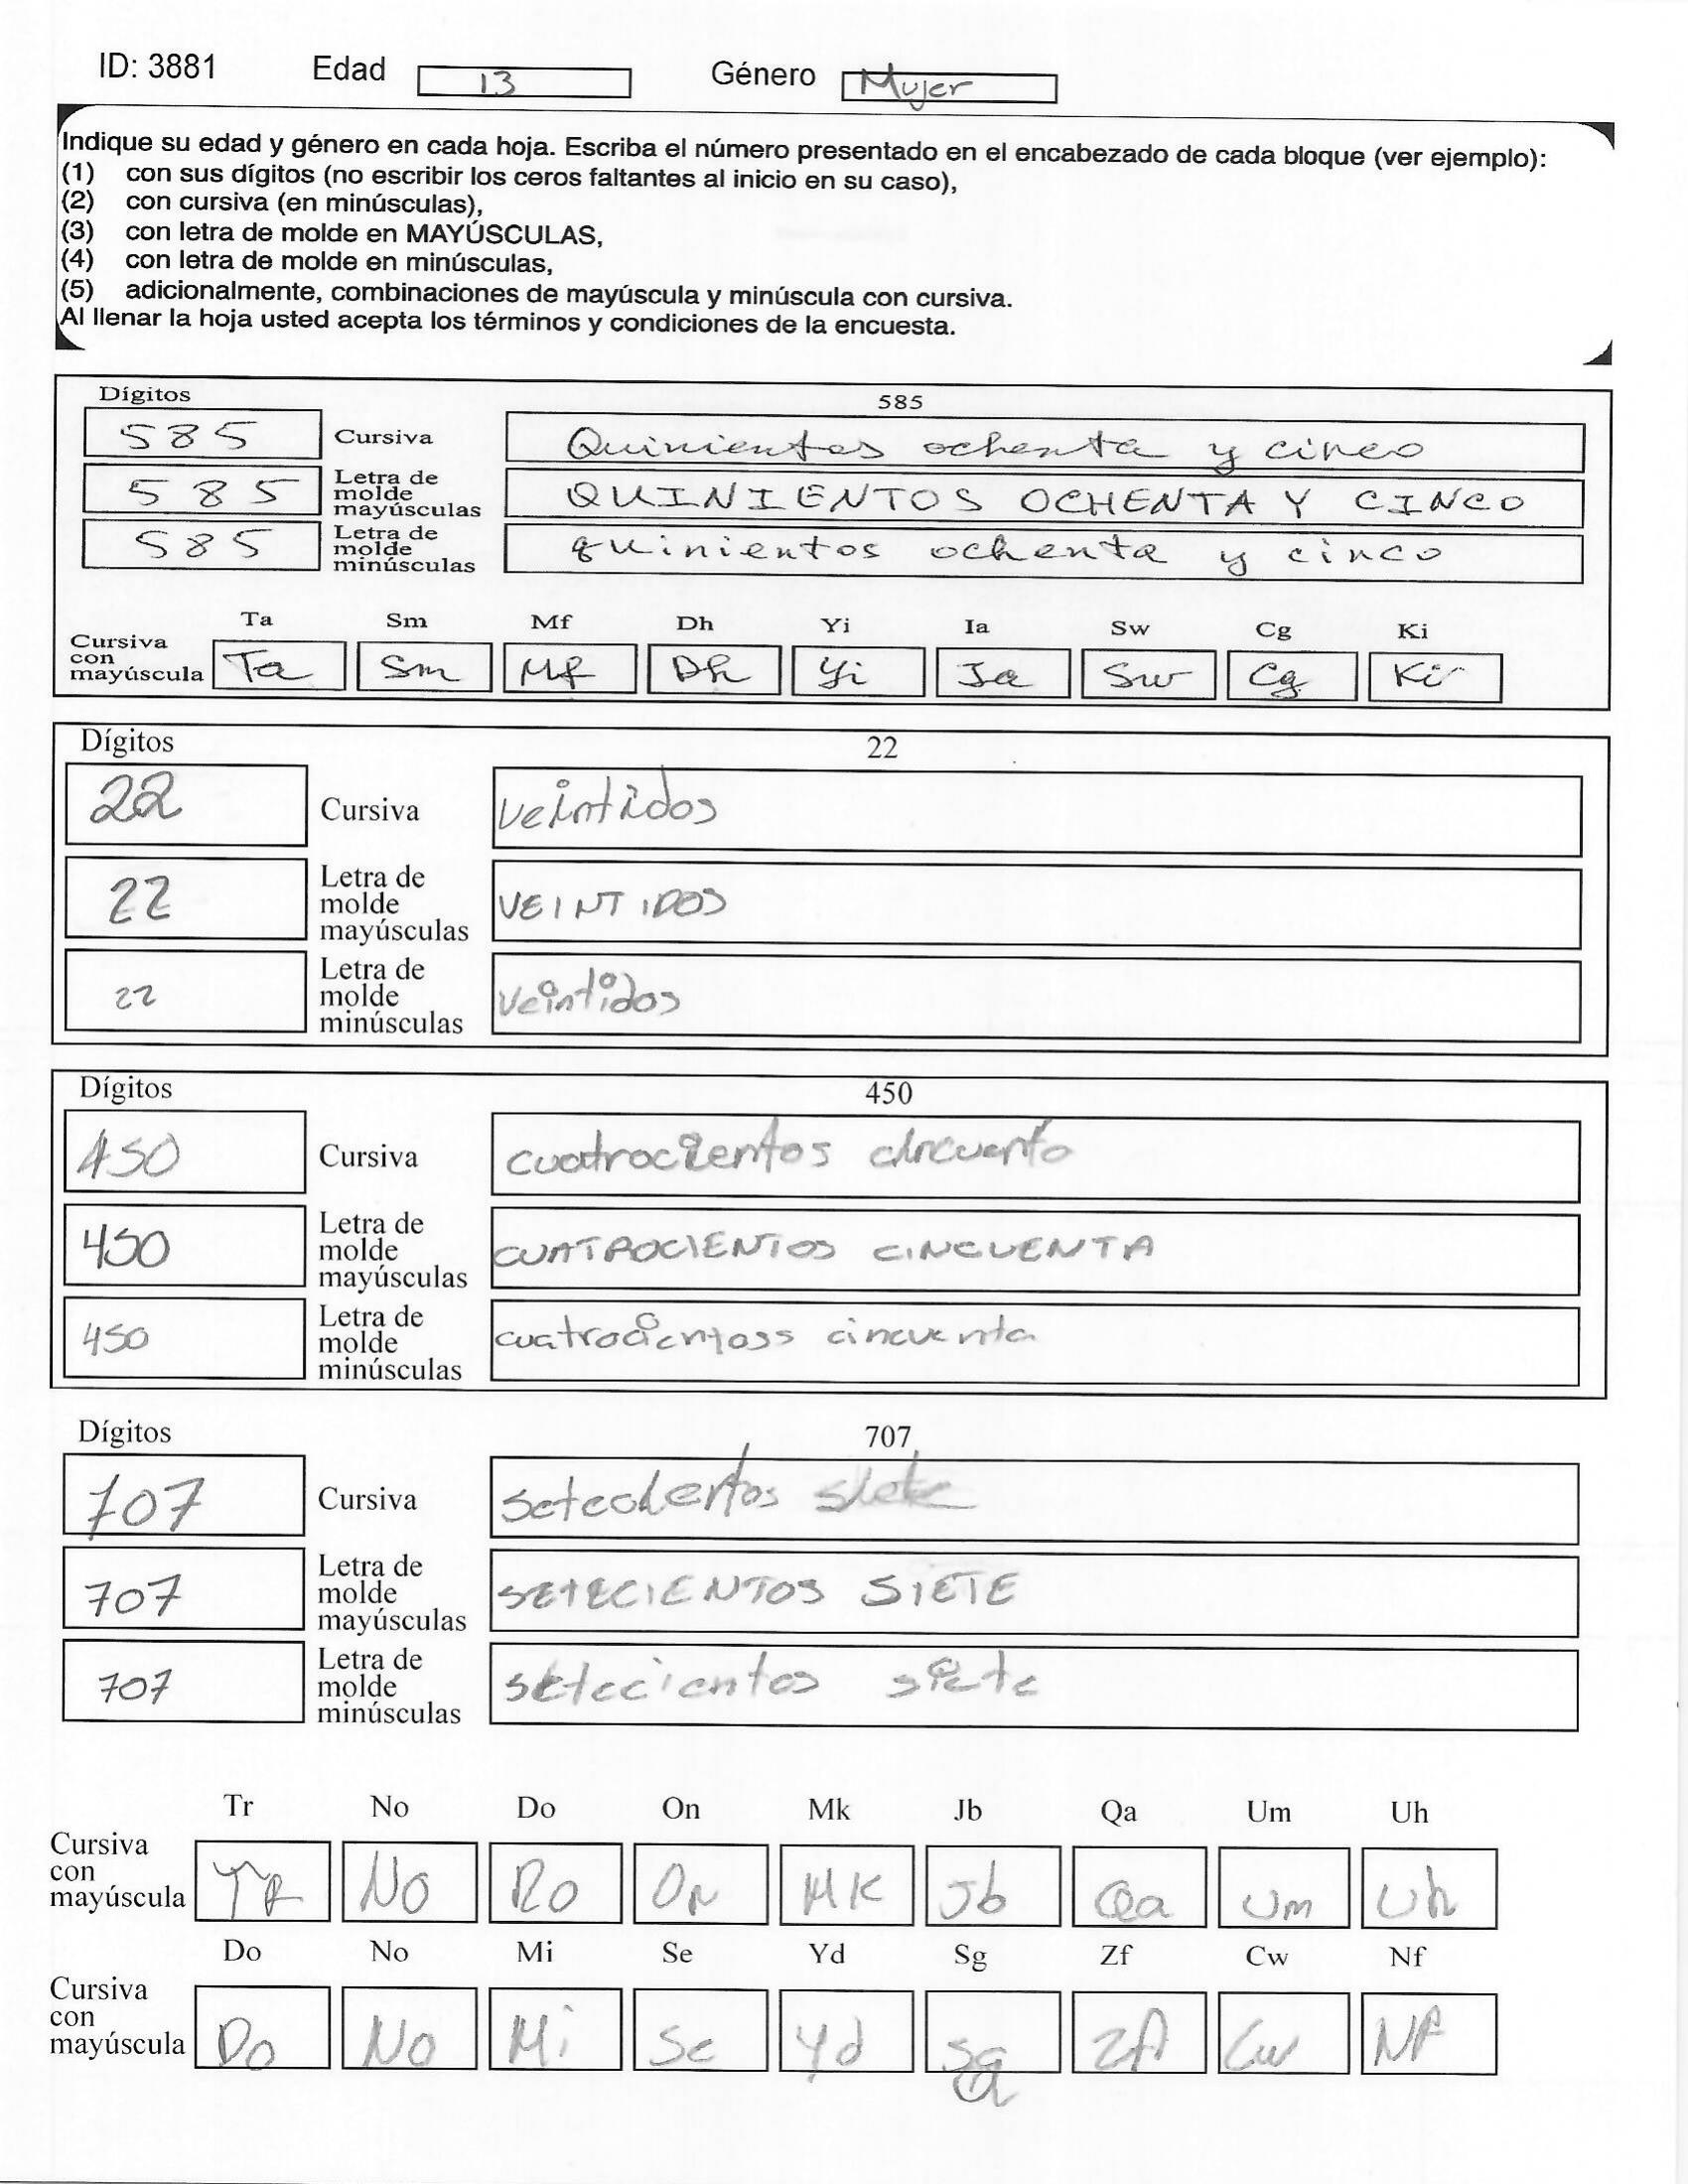 ID: 3881 Edad 13 Género Mujer
Indique su edad y género en cada hoja. Escriba el número presentado en el encabezado de cada bloque (ver ejemplo):
(1) con sus dígitos (no escribir los ceros faltantes al inicio en su caso),
(2) con cursiva (en minúsculas),
(3) con letra de molde en MAYÚSCULAS,
(4) con letra de molde en minúsculas,
(5) adicionalmente, combinaciones de mayúscula y minúscula con cursiva.
Al llenar la hoja usted acepta los términos y condiciones de la encuesta.
Dígitos 585
585 Cursiva Quinientos ochenta y cinco
585 Letra de molde mayúsculas QUINIENTOS OCHENTA Y CINCO
585 Letra de molde minúsculas quinientos ochenta y cinco
Ta Sm Mf Dh Yi Ia Sw Cg Ki
Cursiva con mayúscula Ta Sm Mf Dh Yi Ia Sw Cg Ki
Dígitos 22
22 Cursiva veintidos
22 Letra de molde mayúsculas VEINTIDOS
22 Letra de molde minúsculas veintidos
Dígitos 450
450 Cursiva cuatrocientos cincuenta
450 Letra de molde mayúsculas CUATROCIENTOS CINCUENTA
450 Letra de molde minúsculas cuatrocientoss cincuenta
Dígitos 707
707 Cursiva setecientos siete
707 Letra de molde mayúsculas SETECIENTOS SIETE
707 Letra de molde minúsculas setecientos siete
Tr No Do On Mk Jb Qa Um Uh
Cursiva con mayúscula TR NO DO ON MK Jb Qa Um Uh
Do No Mi Se Yd Sg Zf Cw Nf
Cursiva con mayúscula Do No Mi Se Yd Sg Zf Cw Nf